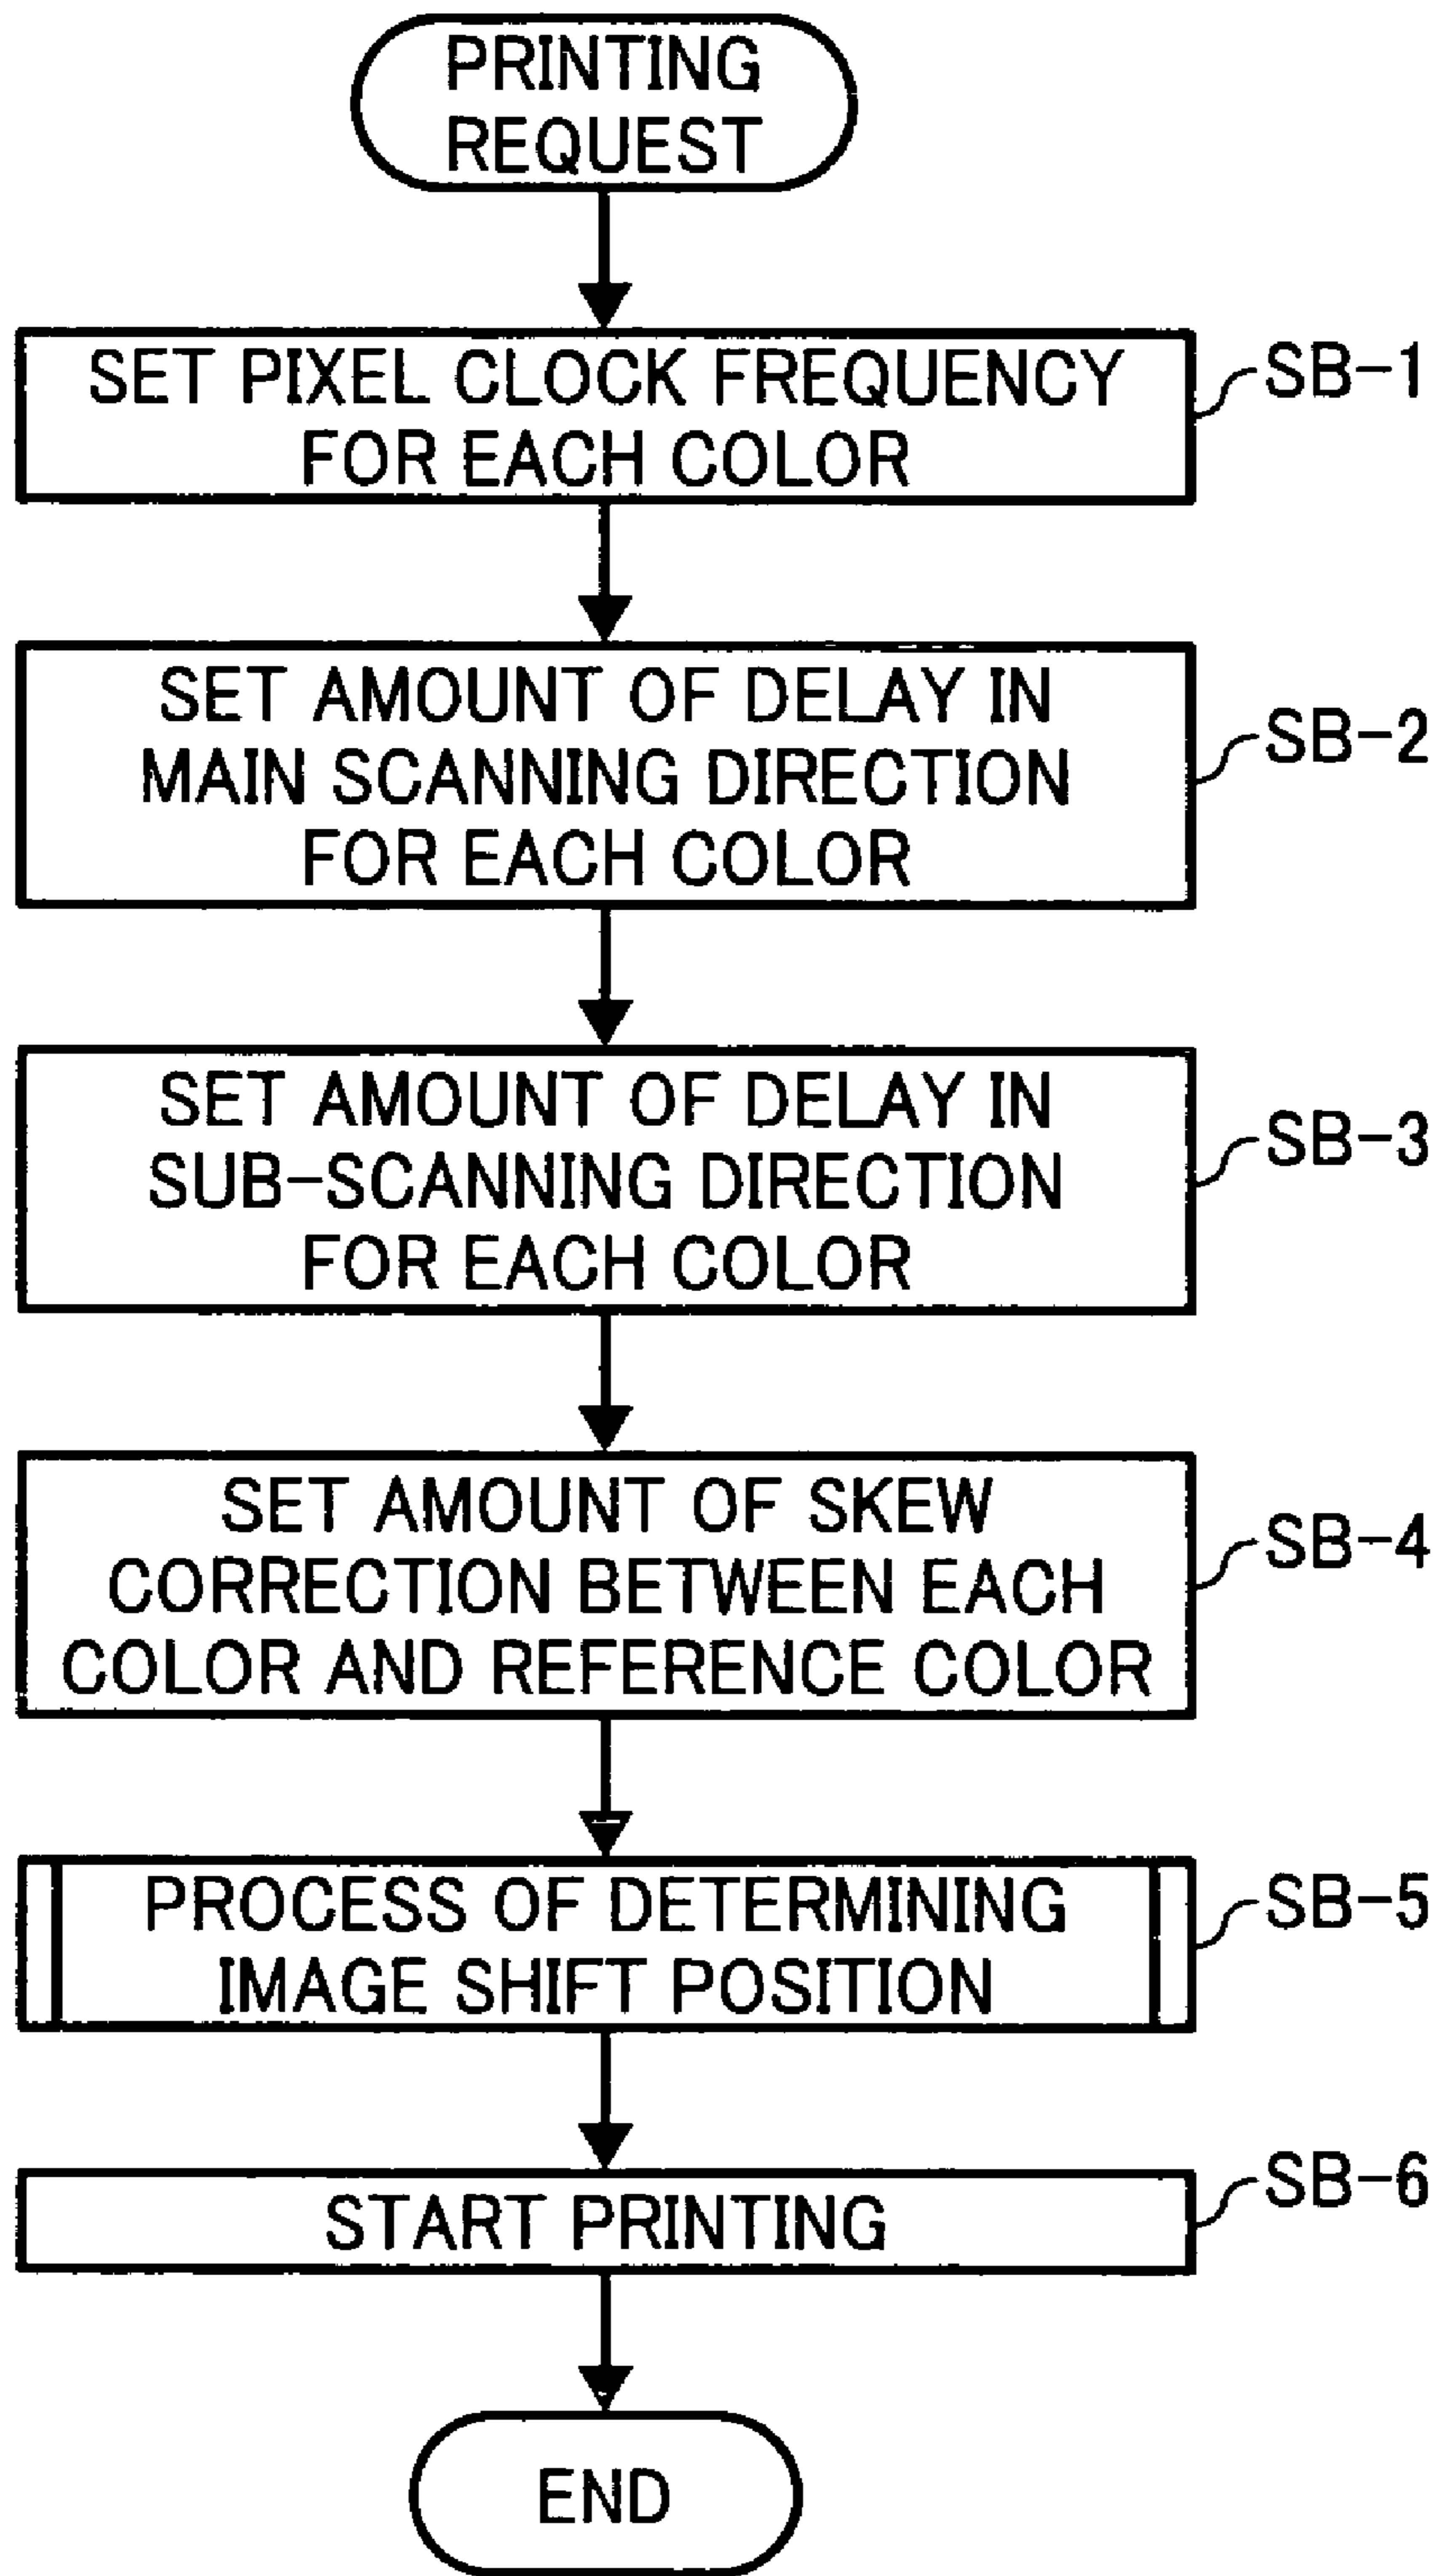 PRINTING
REQUEST
SET PIXEL CLOCK FREQUENCY
FOR EACH COLOR
SB-1
SET AMOUNT OF DELAY IN
MAIN SCANNING DIRECTION
FOR EACH COLOR
SB-2
SET AMOUNT OF DELAY IN
SUB-SCANNING DIRECTION
FOR EACH COLOR
SB-3
SET AMOUNT OF SKEW
CORRECTION BETWEEN EACH
COLOR AND REFERENCE COLOR
SB-4
PROCESS OF DETERMINING
IMAGE SHIFT POSITION
SB-5
START PRINTING
SB-6
END